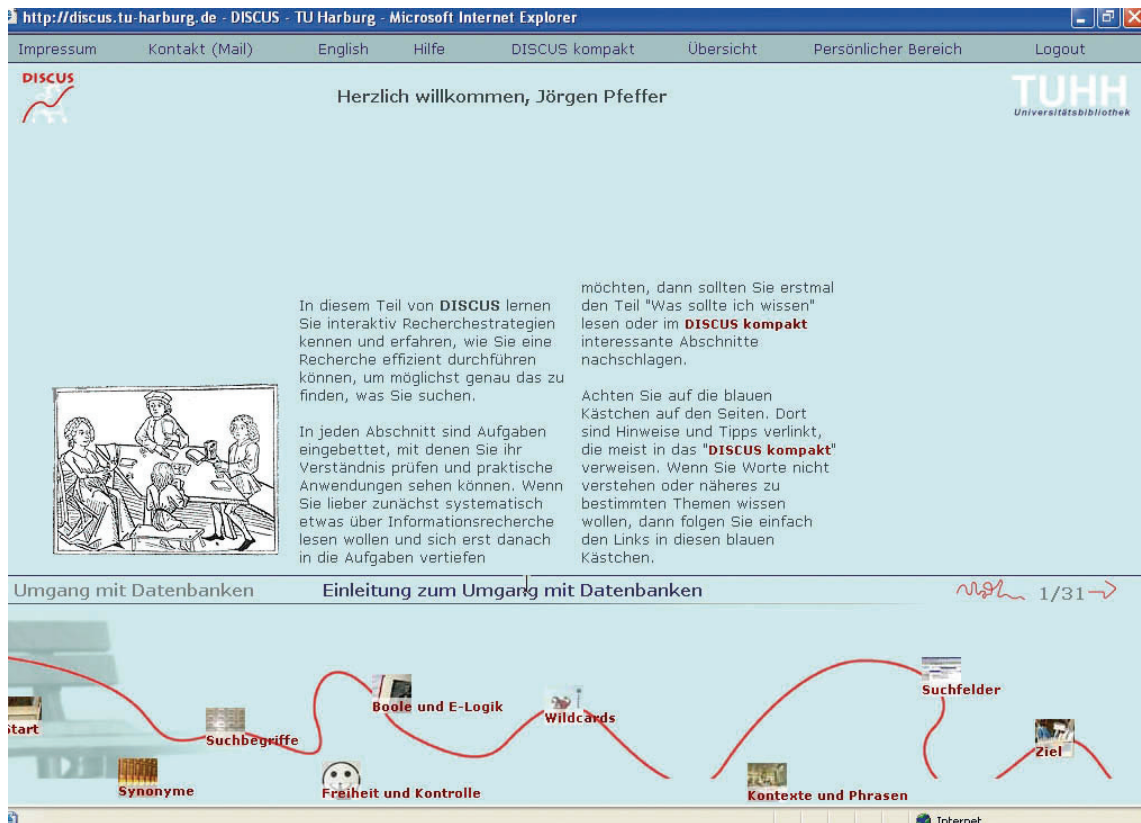 http://discus.tu-harburg.de - DISCUS - TU Harburg - Microsoft Internet Explorer
Impressum Kontakt (Mail) English Hilfe DISCUS kompakt Übersicht Persönlicher Bereich Logout
DISCUS
Herzlich willkommen, Jörgen Pfeffer
TUHH
Universitätsbibliothek
In diesem Teil von DISCUS lernen
Sie interaktiv Recherchestrategien
kennen und erfahren, wie Sie eine
Recherche effizient durchführen
können, um möglichst genau das zu
finden, was Sie suchen.
In jeden Abschnitt sind Aufgaben
eingebettet, mit denen Sie ihr
Verständnis prüfen und praktische
Anwendungen sehen können. Wenn
Sie lieber zunächst systematisch
etwas über Informationsrecherche
lesen wollen und sich erst danach
in die Aufgaben vertiefen
möchten, dann sollten Sie erstmal
den Teil "Was sollte ich wissen"
lesen oder im DISCUS kompakt
interessante Abschnitte
nachschlagen.
Achten Sie auf die blauen
Kästchen auf den Seiten. Dort
sind Hinweise und Tipps verlinkt,
die meist in das "DISCUS kompakt"
verweisen. Wenn Sie Worte nicht
verstehen oder näheres zu
bestimmten Themen wissen
wollen, dann folgen Sie einfach
den Links in diesen blauen
Kästchen.
Umgang mit Datenbanken Einleitung zum Umgang mit Datenbanken 1/31
Suchfelder
Boole und E-Logik
Wildcards
Start
Suchbegriffe
Ziel
Synonyme
Freiheit und Kontrolle
Kontexte und Phrasen
Internet